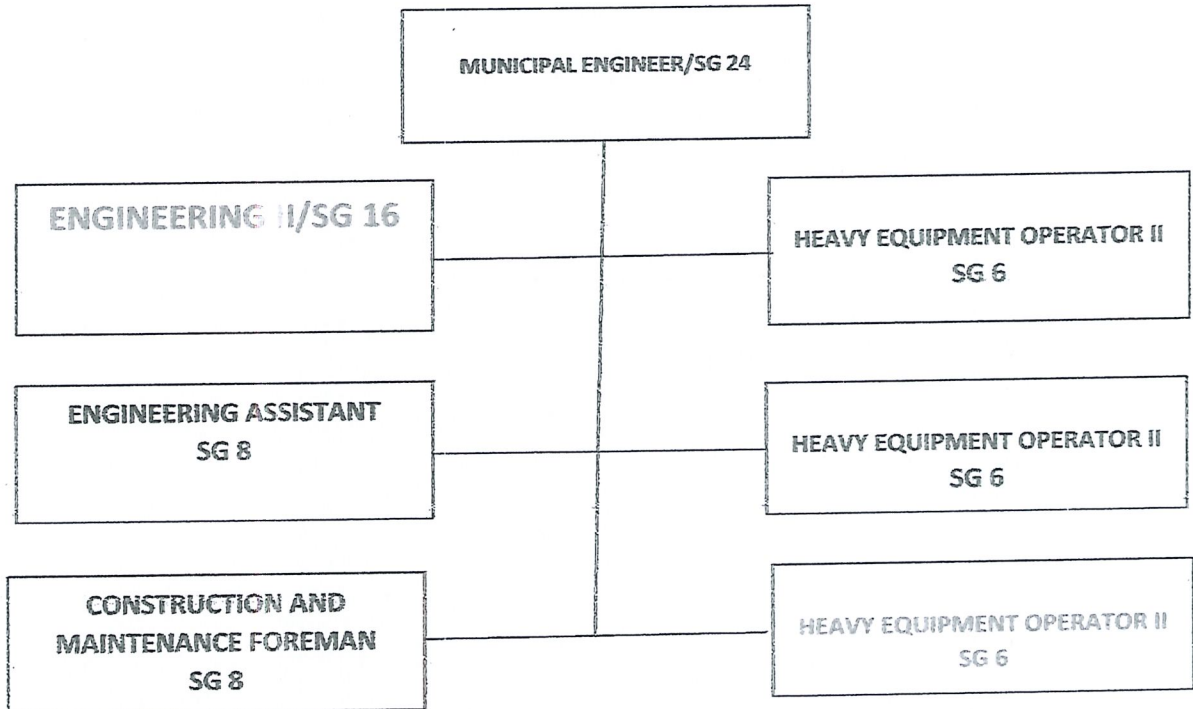 MUNICIPAL ENGINEER/SG 24
ENGINEERING II/SG 16
HEAVY EQUIPMENT OPERATOR II
SG 6
ENGINEERING ASSISTANT
SG 8
HEAVY EQUIPMENT OPERATOR II
SG 6
CONSTRUCTION AND
MAINTENANCE FOREMAN
SG 8
HEAVY EQUIPMENT OPERATOR II
SG 6